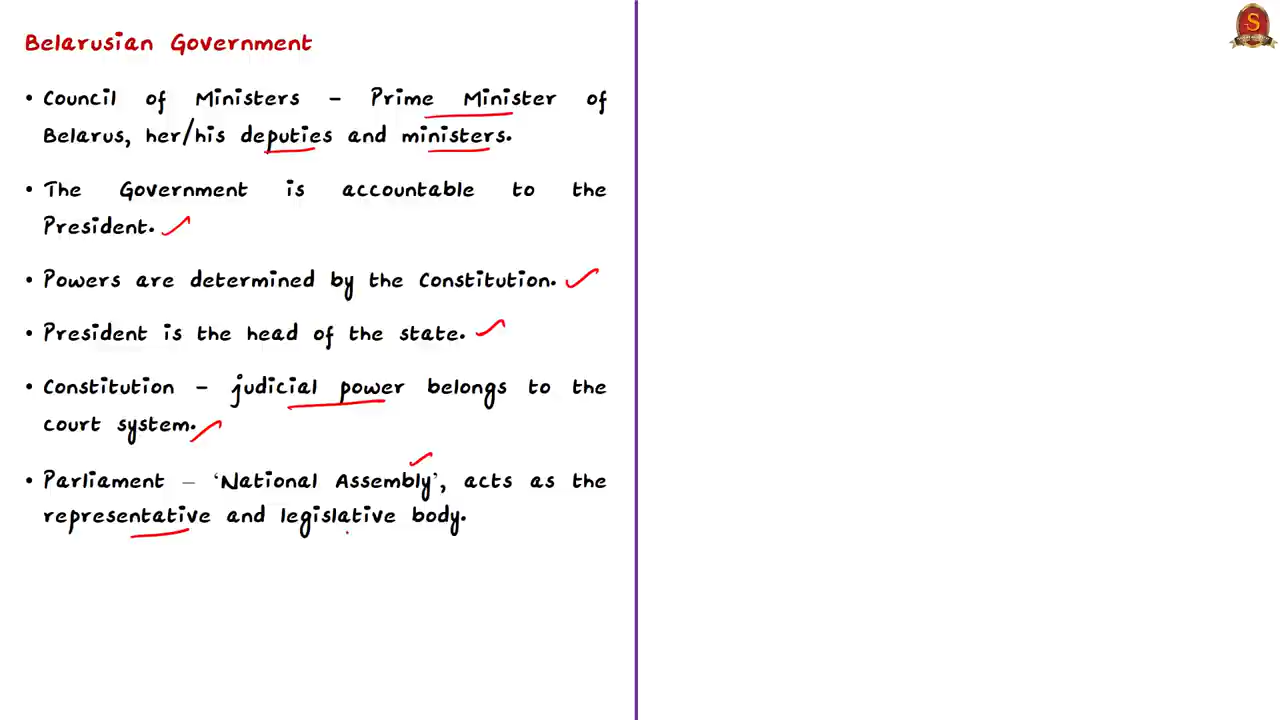 Belarusian Government
• Council of Ministers – Prime Minister of
Belarus, her/his deputies and ministers.
• The Government is accountable to the
President.
• Powers are determined by the Constitution.
• President is the head of the state.
• Constitution – judicial power belongs to the
court system.
• Parliament – ‘National Assembly’, acts as the
representative and legislative body.
S